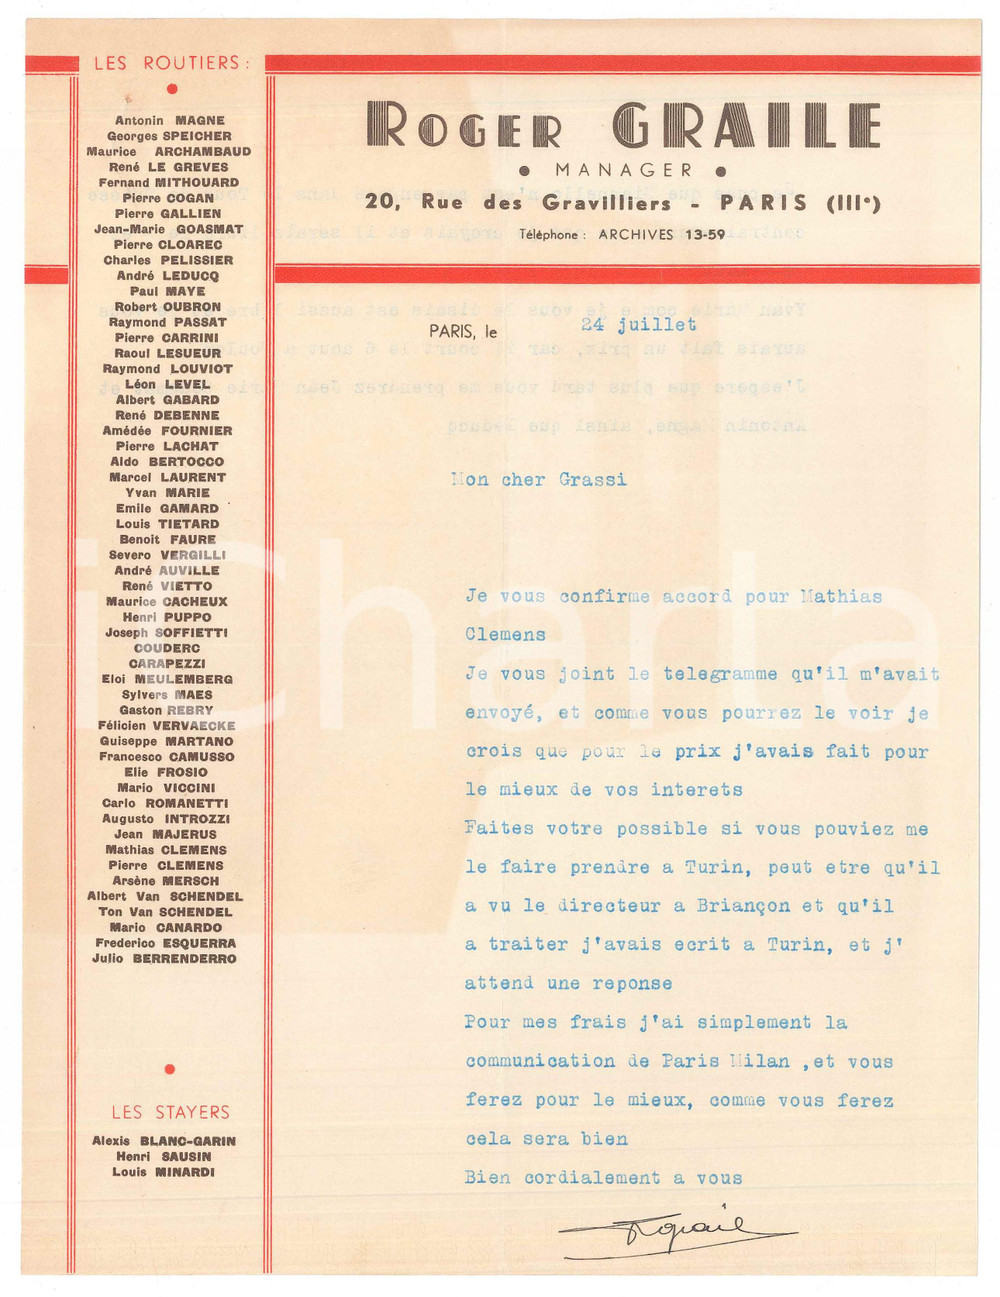 LES ROUTIERS:
Antonin MAGNE
Georges SPEICHER
Maurice ARCHAMBAUD
René LE GREVES
Fernand MITHOUARD
Pierre COGAN
Pierre GALLIEN
Jean-Marie GOASMAT
Pierre CLOAREC
Charles PELISSIER
André LEDUCQ
Paul MAYE
Robert OUBRON
Raymond PASSAT
Pierre CARRINI
Raoul LESUEUR
Raymond LOUVIOT
Léon LEVEL
Albert GABARD
René DEBENNE
Amédée FOURNIER
Pierre LACHAT
Aldo BERTOCCO
Marcel LAURENT
Yvan MARIE
Emile GAMARD
Louis TIETARD
Benoit FAURE
Severo VERGILLI
André AUVILLE
René VIETTO
Maurice CACHEUX
Henri PUPPO
Joseph SOFFIETTI
COUDERC
CARAPEZZI
Eloi MEULEMBERG
Sylvers MAES
Gaston REBRY
Félicien VERVAECKE
Guiseppe MARTANO
Francesco CAMUSSO
Elie FROSIO
Mario VICCINI
Carlo ROMANETTI
Augusto INTROZZI
Jean MAJERUS
Mathias CLEMENS
Pierre CLEMENS
Arsène MERSCH
Albert Van SCHENDEL
Ton Van SCHENDEL
Mario CANARDO
Frederico ESQUERRA
Julio BERRENDERRO
LES STAYERS
Alexis BLANC-GARIN
Henri SAUSIN
Louis MINARDI
ROGER GRAILE
• MANAGER •
20, Rue des Gravilliers - PARIS (III°)
Téléphone : ARCHIVES 13-59
PARIS, le 24 juillet
Mon cher Grassi
Je vous confirme accord pour Mathias
Clemens
Je vous joint le telegramme qu'il m'avait
envoyé, et comme vous pourrez le voir je
crois que pour le prix j'avais fait pour
le mieux de vos interets
Faites votre possible si vous pouviez me
le faire prendre a Turin, peut etre qu'il
a vu le directeur a Briançon et qu'il
a traiter j'avais ecrit a Turin, et j'
attend une reponse
Pour mes frais j'ai simplement la
communication de Paris Milan ,et vous
ferez pour le mieux, comme vous ferez
cela sera bien
Bien cordialement a vous
iCharta